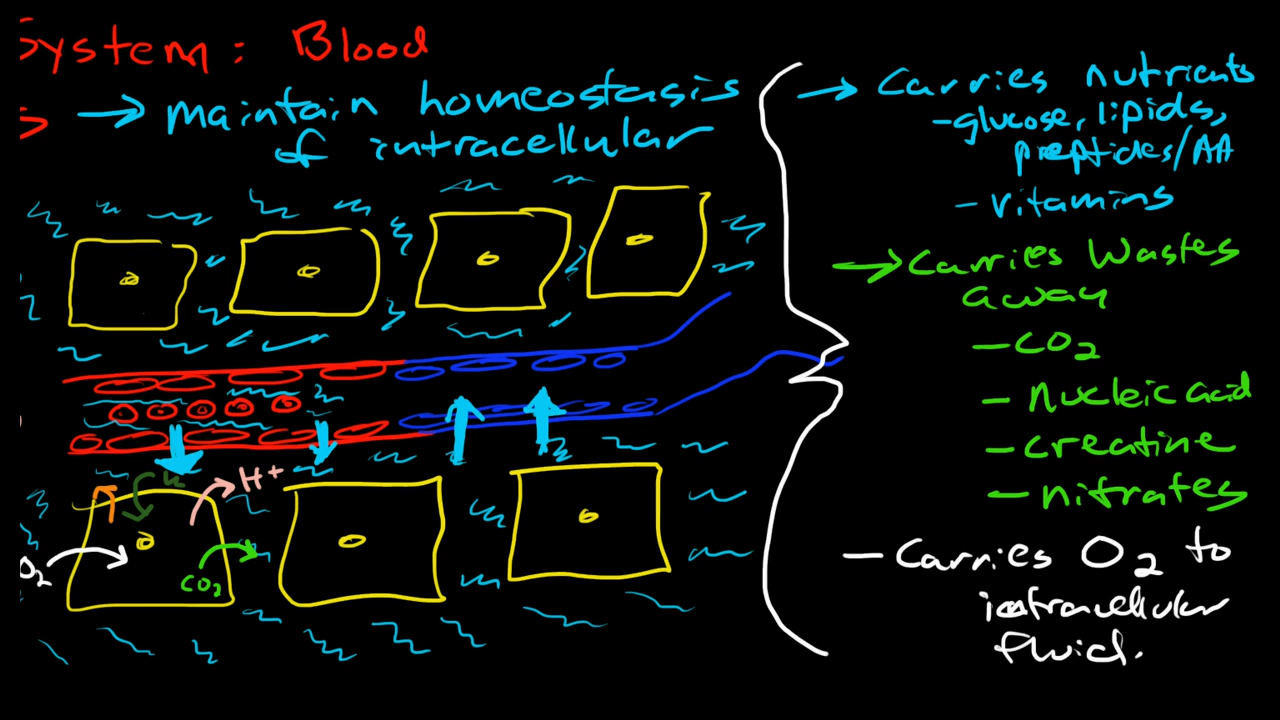 System: Blood
→ maintain homeostasis
of intracellular
→ Carries nutrients
- glucose, lipids,
peptides/AA
- vitamins
→ Carries Wastes
away
- CO2
- nucleic acid
- creatine
- nitrates
- Carries O2 to
intracellular
fluid.
H+
O2
CO2